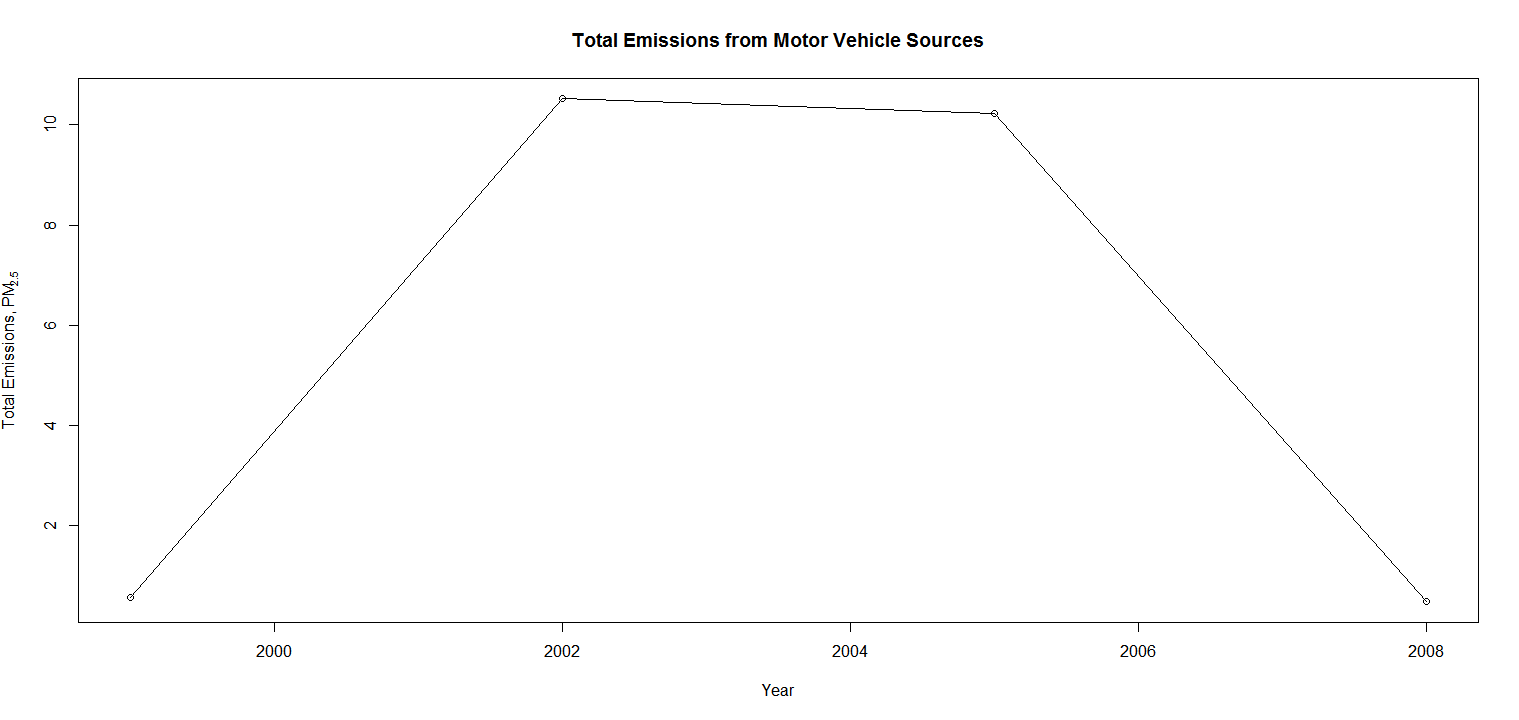 Total Emissions from Motor Vehicle Sources
Total Emissions, PM2.5
10
8
6
4
2
2000 2002 2004 2006 2008
Year